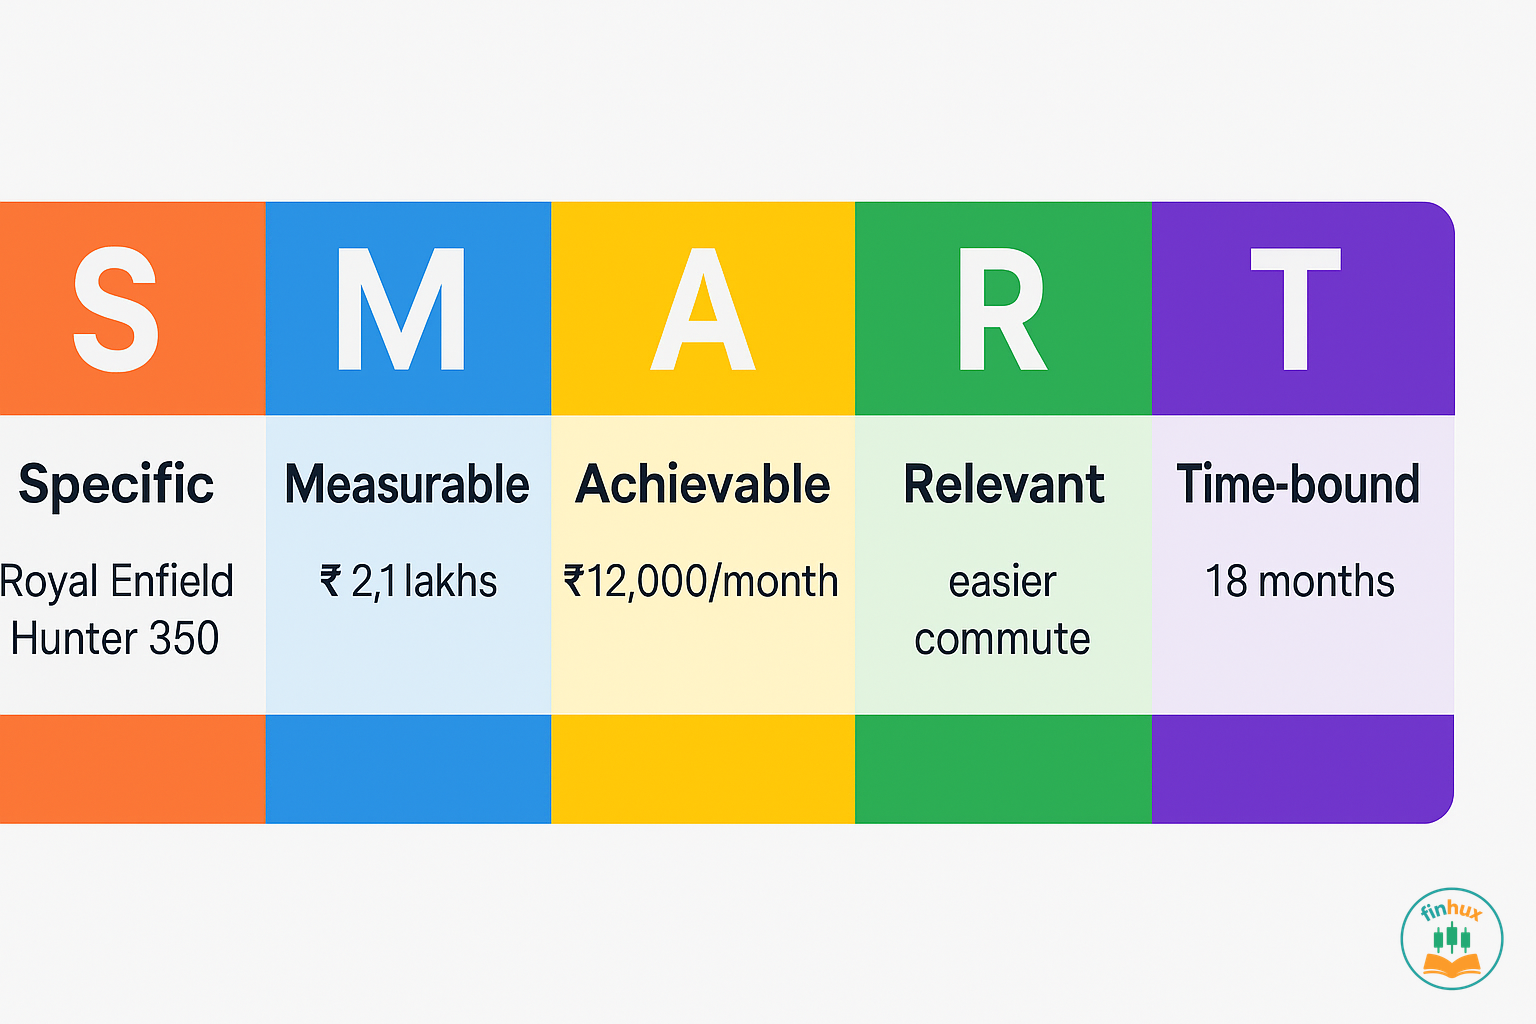 S M A R T
Specific Measurable Achievable Relevant Time-bound
Royal Enfield ₹ 2,1 lakhs ₹12,000/month easier 18 months
Hunter 350 commute
finhux